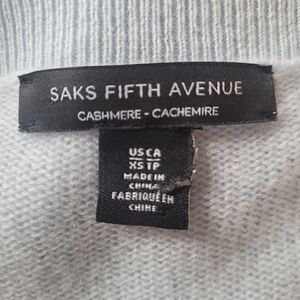 SAKS FIFTH AVENUE
CASHMERE - CACHEMIRE
US CA
XS TP
MADE IN
CHINA
FABRIQUÉ EN
CHINE